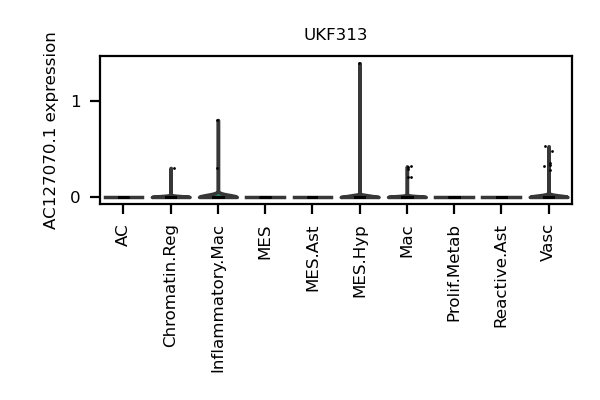 UKF313
AC127070.1 expression
1
0
AC
Chromatin.Reg
Inflammatory.Mac
MES
MES.Ast
MES.Hyp
Mac
Prolif.Metab
Reactive.Ast
Vasc